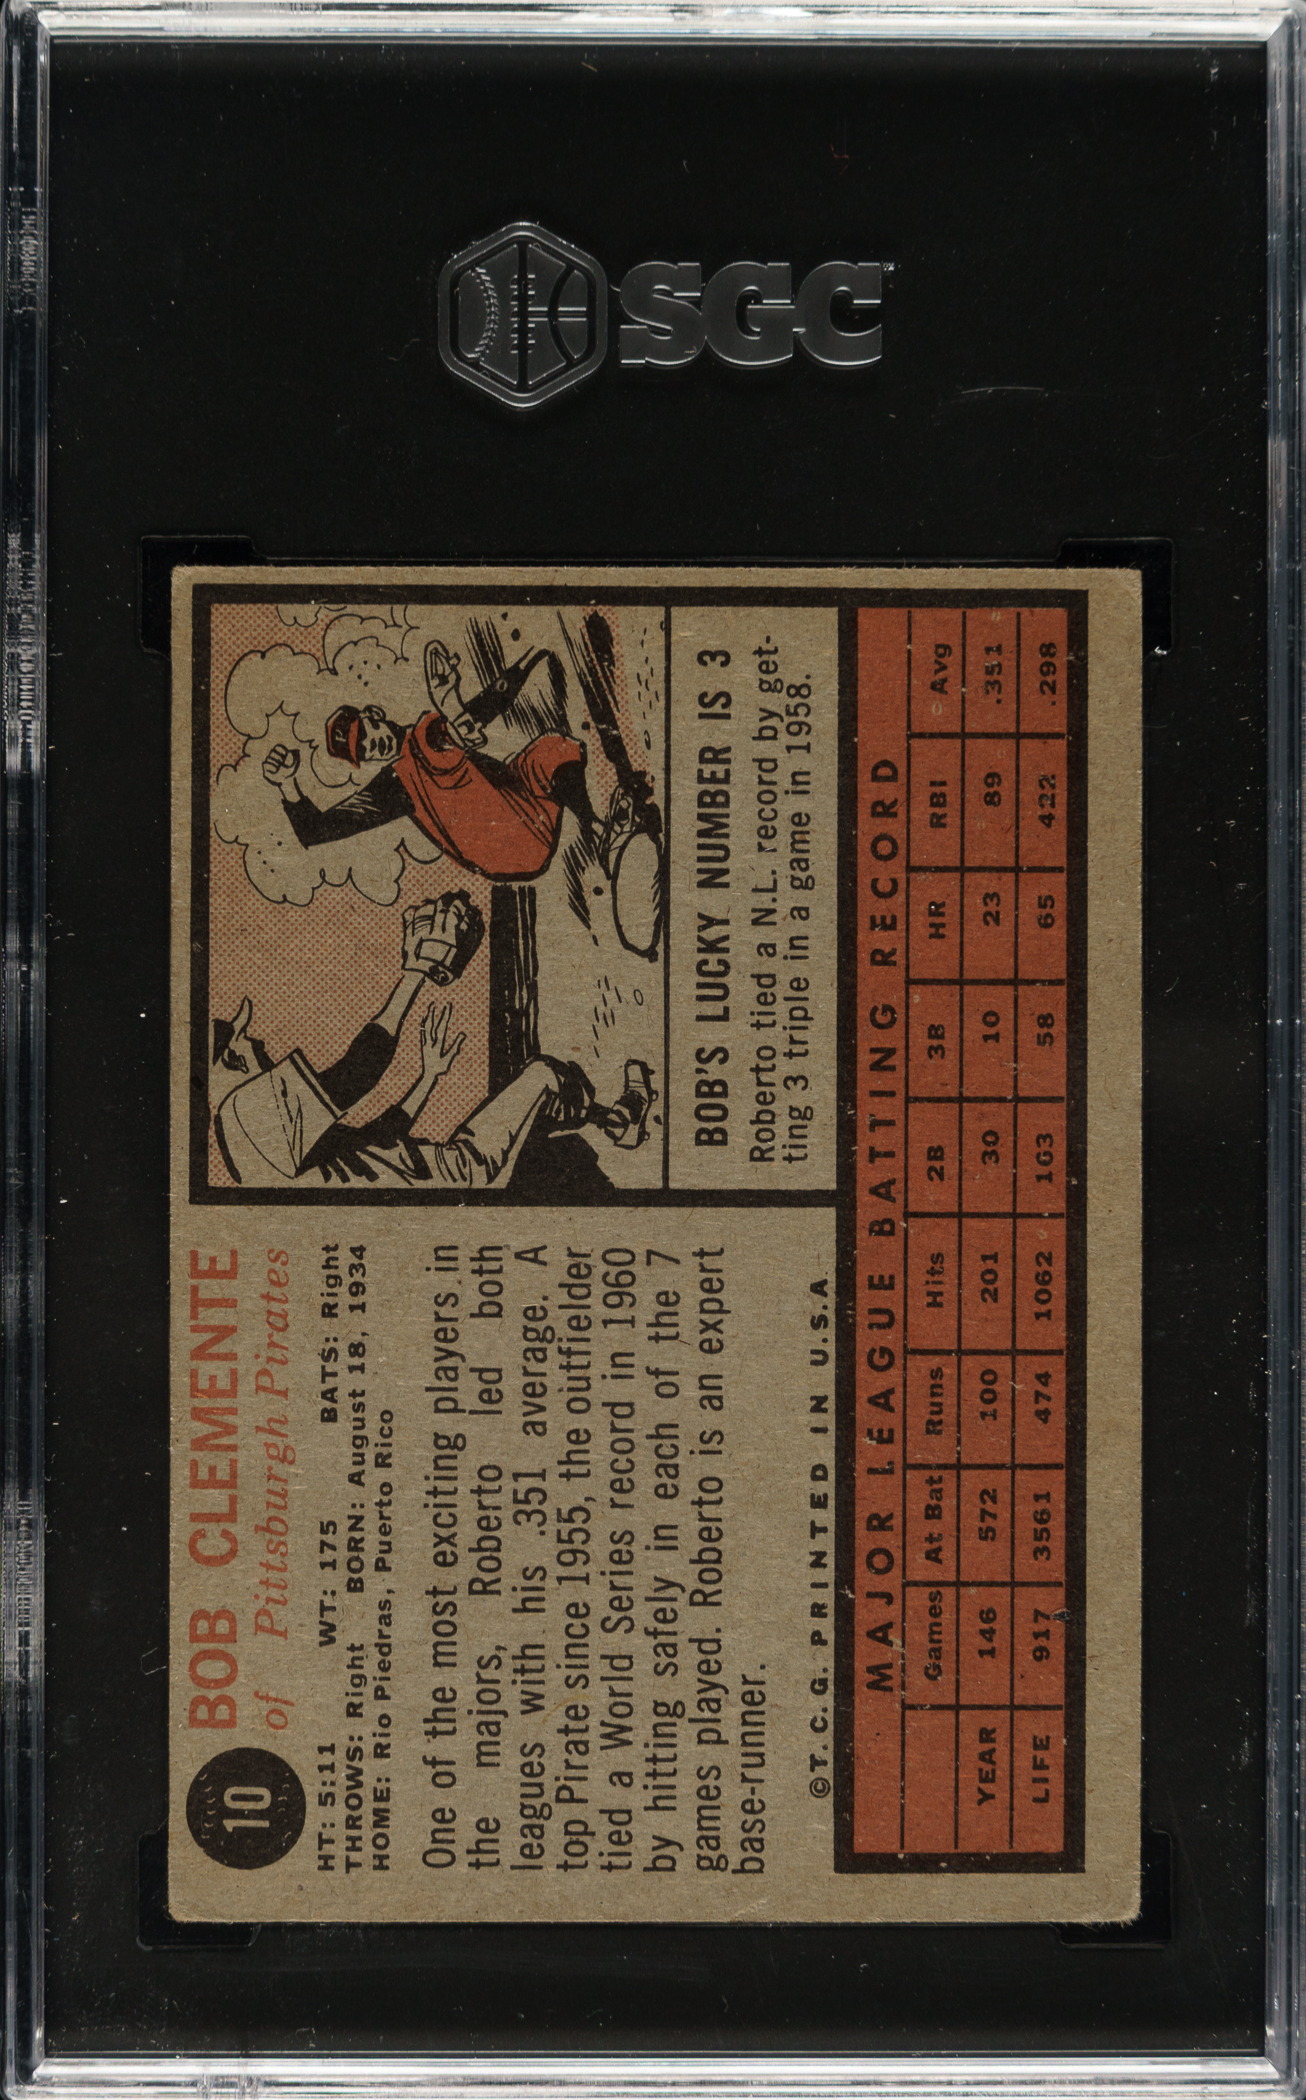 SGC
10
BOB CLEMENTE
of Pittsburgh Pirates
HT: 5:11 WT: 175 BATS: Right
THROWS: Right BORN: August 18, 1934
HOME: Rio Piedras, Puerto Rico
One of the most exciting players in
the majors, Roberto led both
leagues with his .351 average. A
top Pirate since 1955, the outfielder
tied a World Series record in 1960
by hitting safely in each of the 7
games played. Roberto is an expert
base-runner.
©T. C. G. PRINTED IN U.S.A
P
BOB'S LUCKY NUMBER IS 3
Roberto tied a N.L. record by get-
ting 3 triple in a game in 1958.
MAJOR LEAGUE BATTING RECORD
Games At Bat Runs Hits 2B 3B HR RBI Avg
YEAR 146 572 100 201 30 10 23 89 .351
LIFE 917 3561 474 1062 103 58 65 422 .298